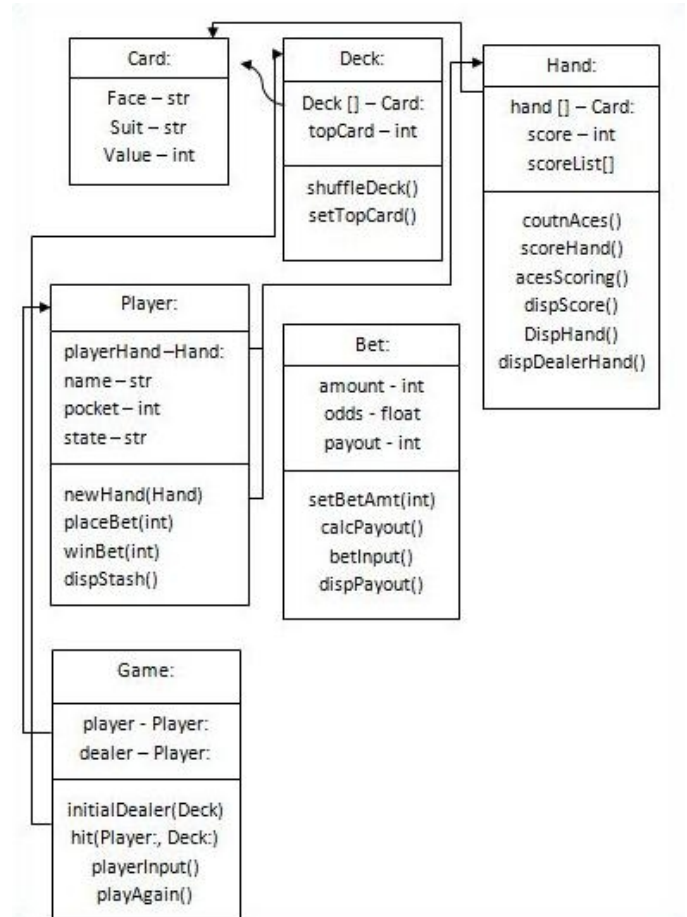 Card:
Face – str
Suit – str
Value – int
Deck:
Deck [] – Card:
topCard – int
shuffleDeck()
setTopCard()
Hand:
hand [] – Card:
score – int
scoreList[]
coutnAces()
scoreHand()
acesScoring()
dispScore()
DispHand()
dispDealerHand()
Player:
playerHand –Hand:
name – str
pocket – int
state – str
newHand(Hand)
placeBet(int)
winBet(int)
dispStash()
Bet:
amount - int
odds - float
payout - int
setBetAmt(int)
calcPayout()
betInput()
dispPayout()
Game:
player - Player:
dealer – Player:
initialDealer(Deck)
hit(Player:, Deck:)
playerInput()
playAgain()